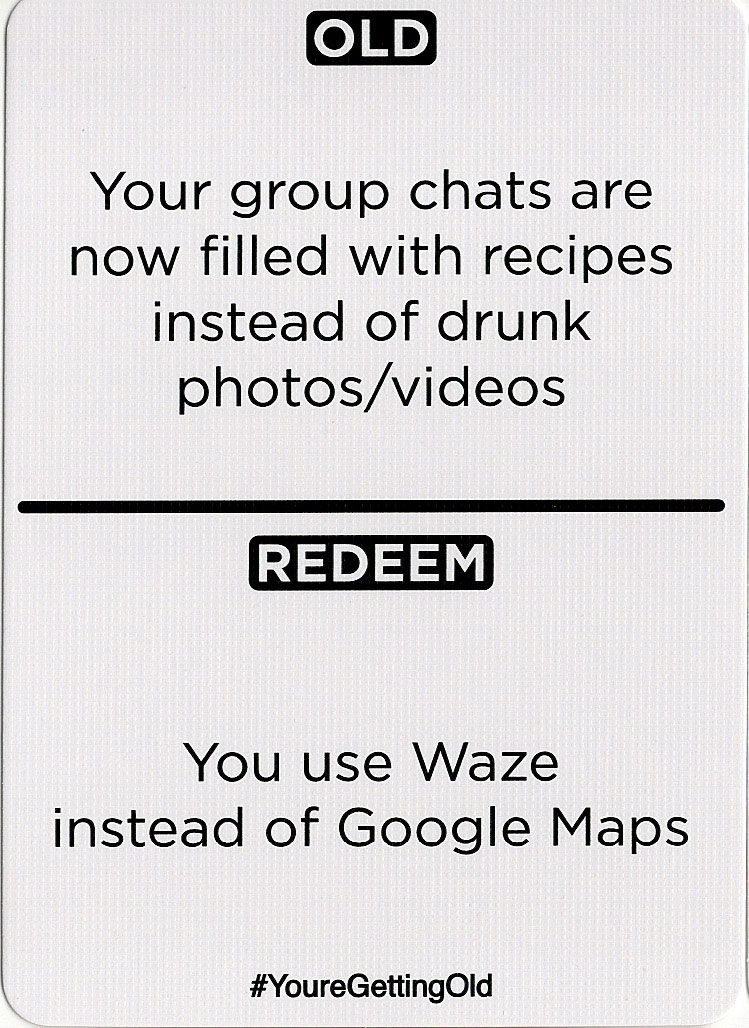 OLD
Your group chats are
now filled with recipes
instead of drunk
photos/videos
REDEEM
You use Waze
instead of Google Maps
#YoureGettingOld